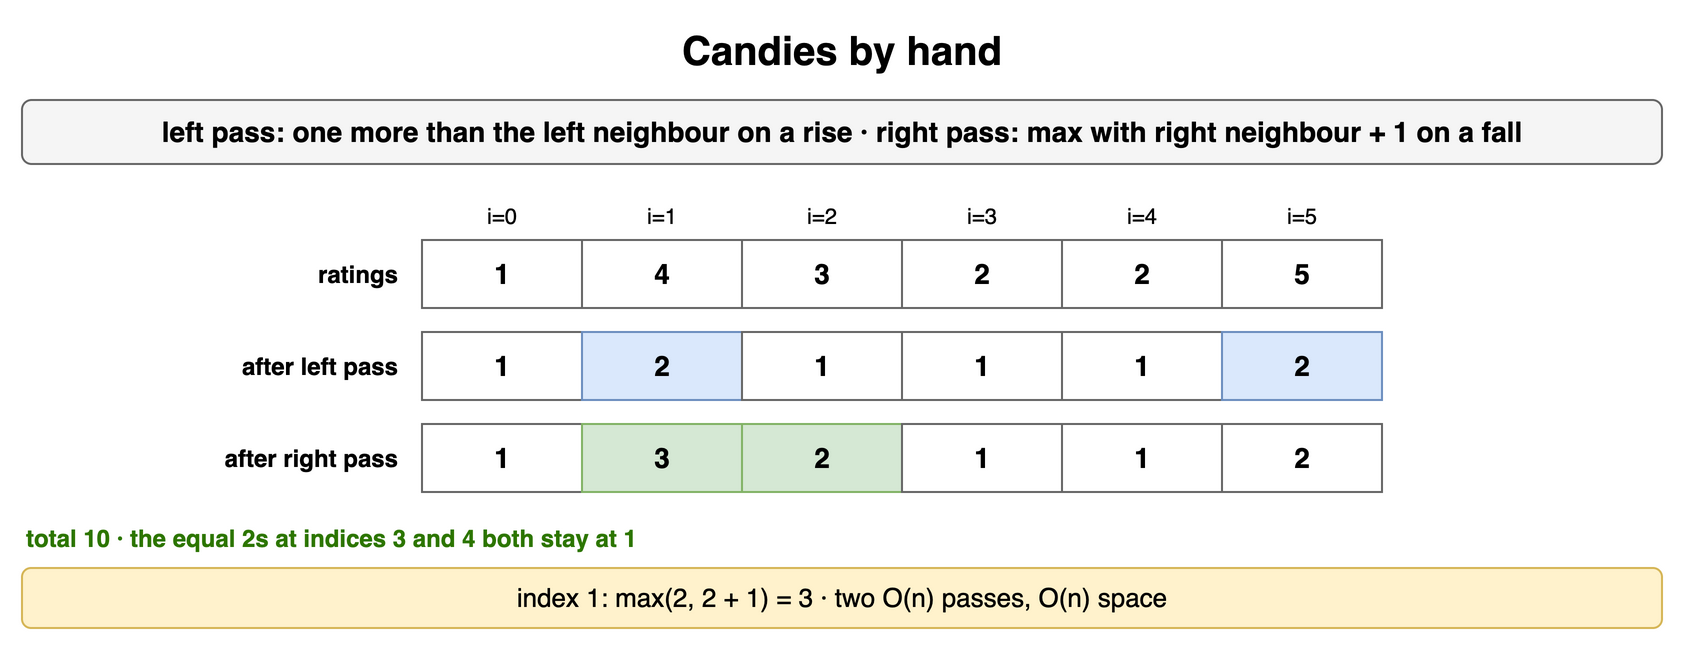 Candies by hand
left pass: one more than the left neighbour on a rise · right pass: max with right neighbour + 1 on a fall
i=0 i=1 i=2 i=3 i=4 i=5
ratings 1 4 3 2 2 5
after left pass 1 2 1 1 1 2
after right pass 1 3 2 1 1 2
total 10 · the equal 2s at indices 3 and 4 both stay at 1
index 1: max(2, 2 + 1) = 3 · two O(n) passes, O(n) space